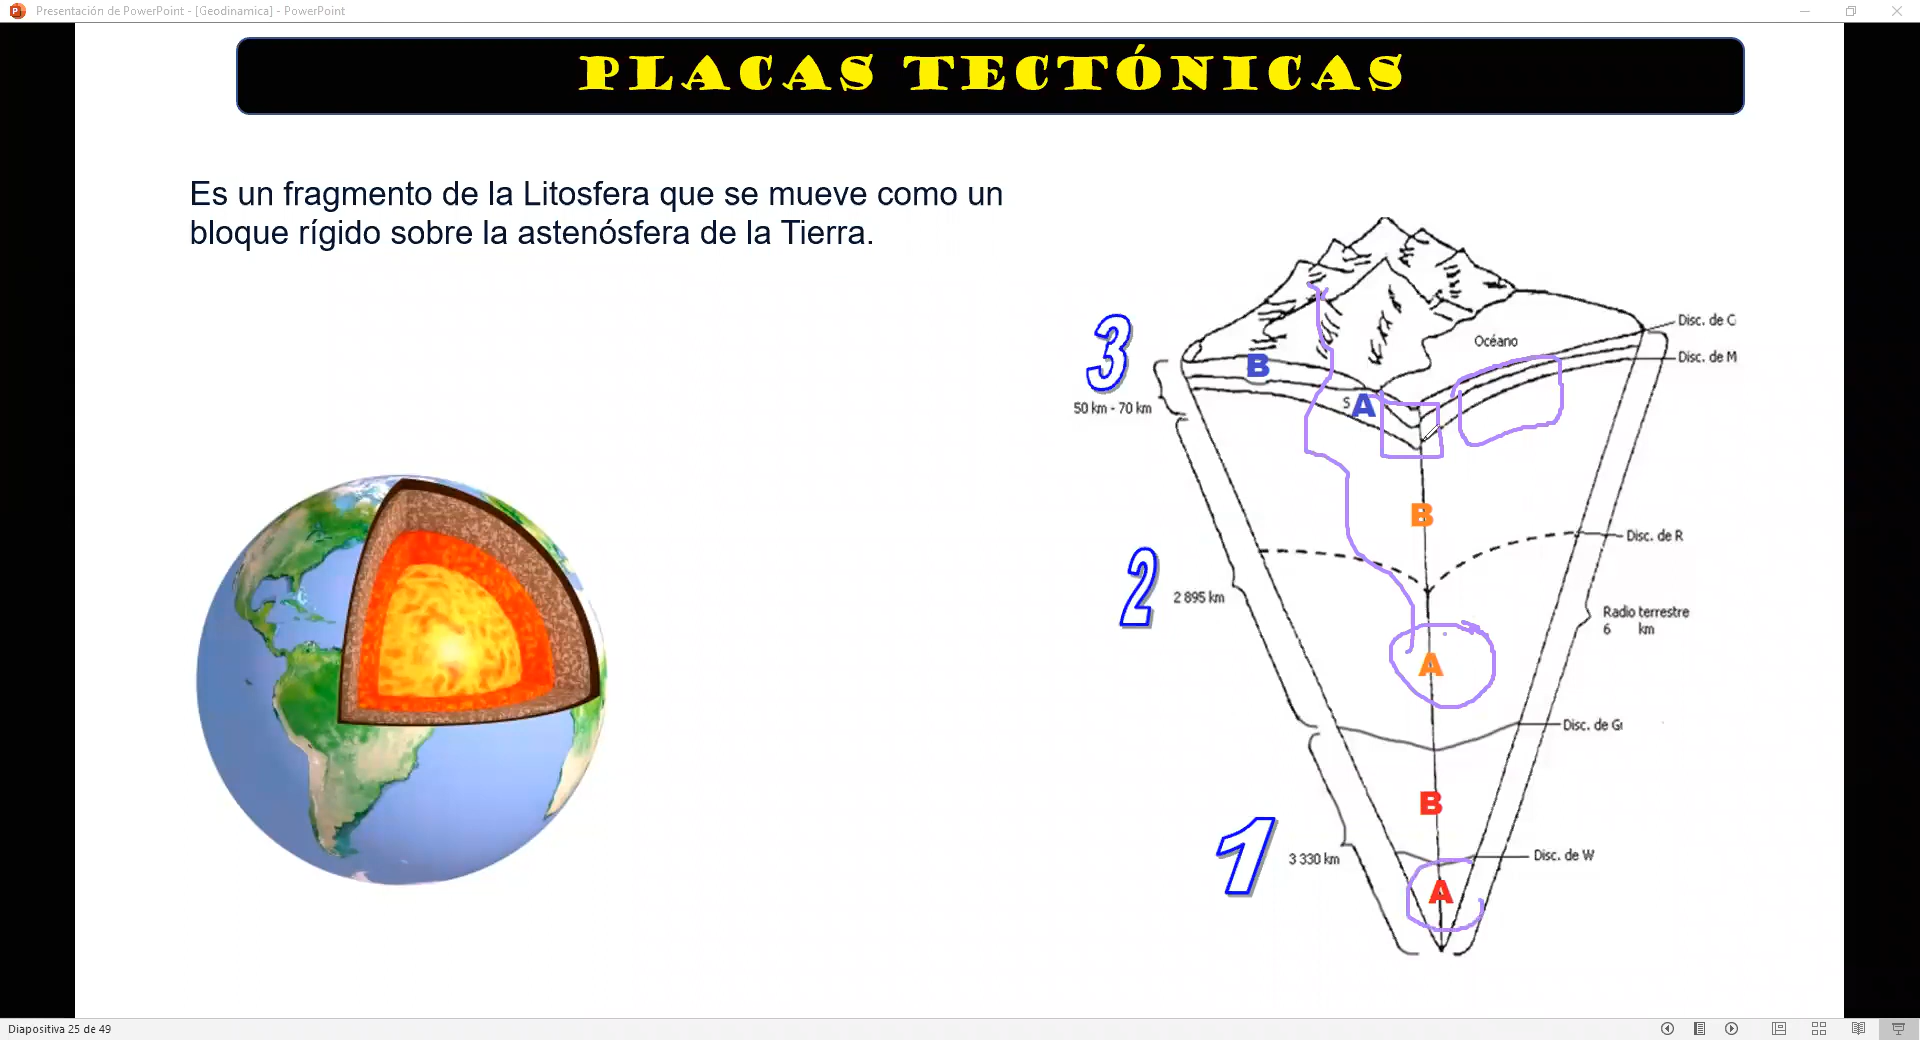 Presentación de PowerPoint - [Geodinamica] - PowerPoint
PLACAS TECTÓNICAS
Es un fragmento de la Litosfera que se mueve como un
bloque rígido sobre la astenósfera de la Tierra.
3
50 km - 70 km
B
S
A
Océano
Disc. de C
Disc. de M
B
Disc. de R
2
2 895 km
Radio terrestre
6 km
A
Disc. de G
B
1
3 330 km
Disc. de W
A
Diapositiva 25 de 49